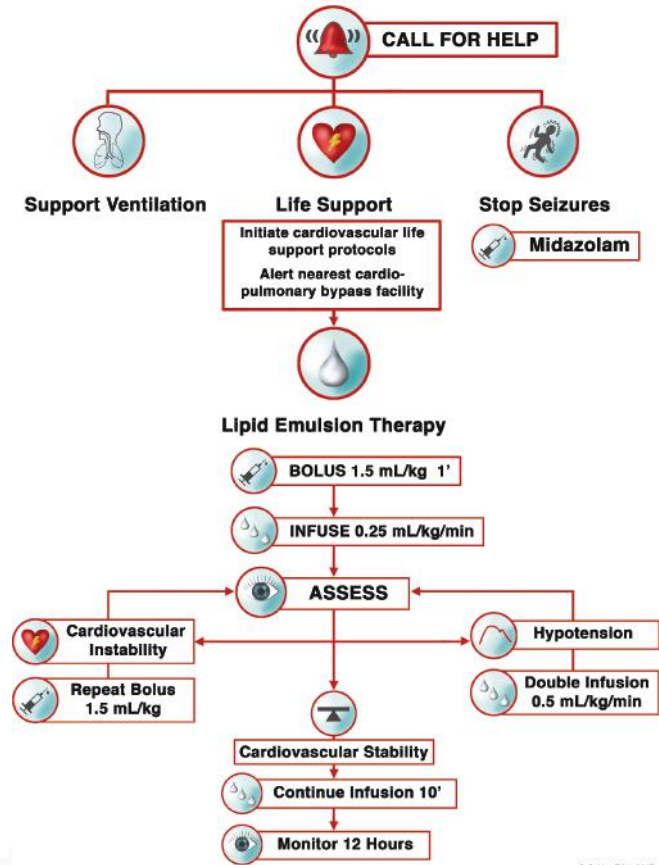 CALL FOR HELP
Support Ventilation
Life Support
Stop Seizures
Initiate cardiovascular life
support protocols
Alert nearest cardio-
pulmonary bypass facility
Midazolam
Lipid Emulsion Therapy
BOLUS 1.5 mL/kg 1'
INFUSE 0.25 mL/kg/min
ASSESS
Cardiovascular
Instability
Hypotension
Repeat Bolus
1.5 mL/kg
Double Infusion
0.5 mL/kg/min
Cardiovascular Stability
Continue Infusion 10'
Monitor 12 Hours